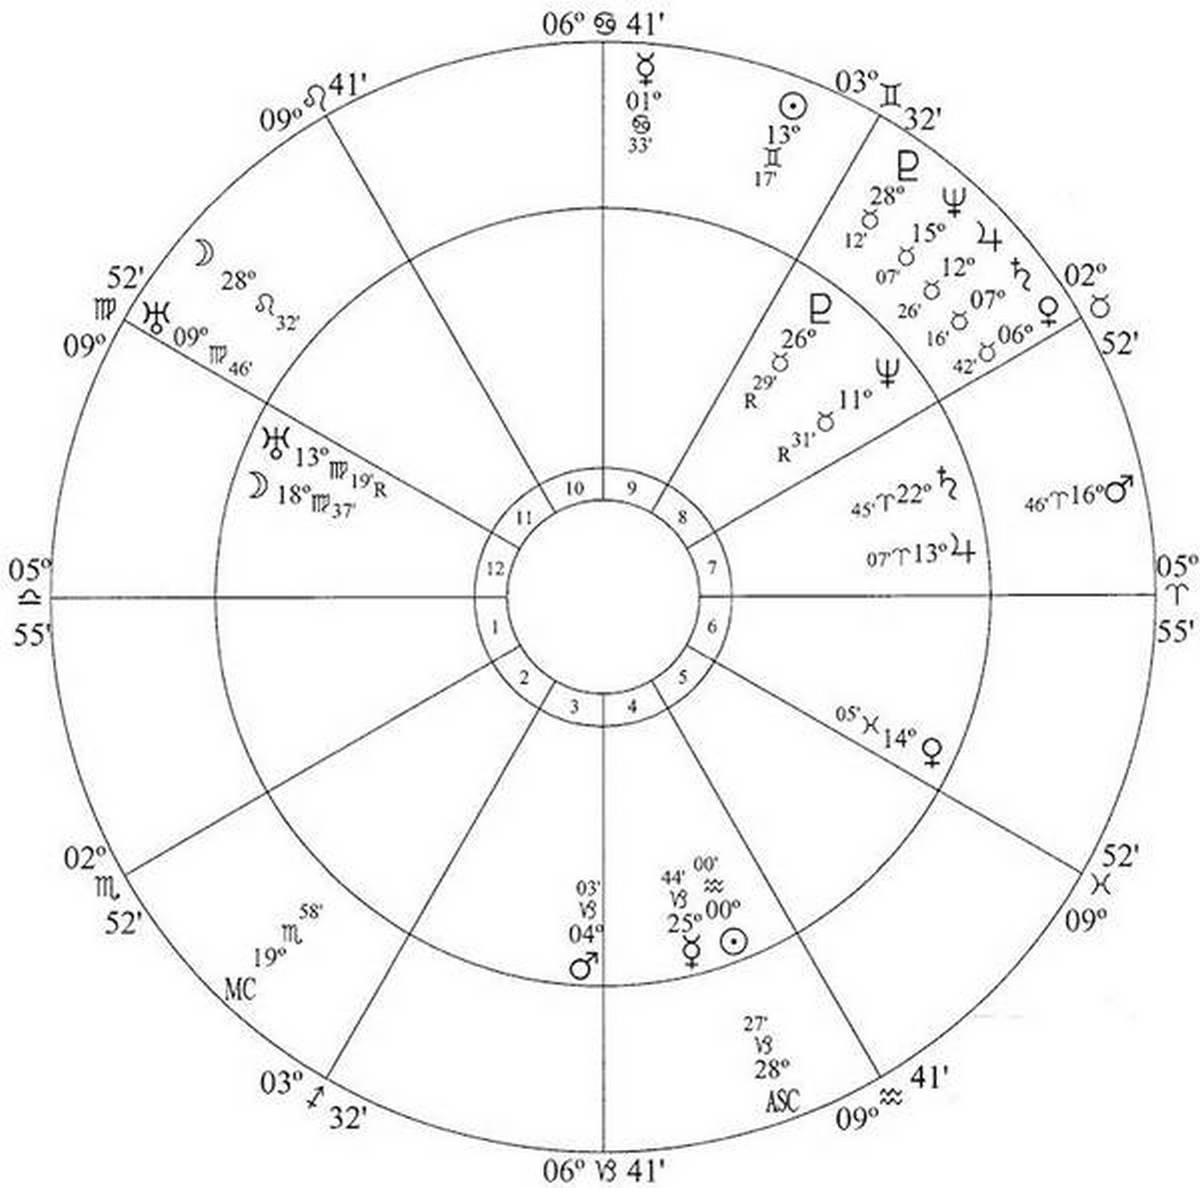 06° ♋ 41'
09° ♌ 41'
03° ♊ 32'
☿
01°
♋
33'
☉
13°
♊
17'
♇
28°
♉
12'
♆
15°
♉
07'
♃
12°
♉
26'
♄
07°
♉
16'
♀
06°
♉
42'
02° ♉ 52'
☽ 28° ♌ 32'
52' ♍ 09°
♅ 09° ♍ 46'
♇
26°
♉
29'
R
♆
11°
♉
31'
R
♅ 13° ♍ 19' R
☽ 18° ♍ 37'
45' ♈ 22° ♄
46' ♈ 16° ♂
07' ♈ 13° ♃
10 9
11 8
12 7
1 6
2 5
3 4
05° ♎ 55'
05° ♈ 55'
05' ♓ 14° ♀
02° ♏ 52'
52' ♓ 09°
58'
♏
19°
MC
03'
♑
04°
♂
44'
♑
25°
☿
00'
♒
00°
☉
27'
♑
28°
ASC
03° ♐ 32'
41' ♒ 09°
06° ♑ 41'